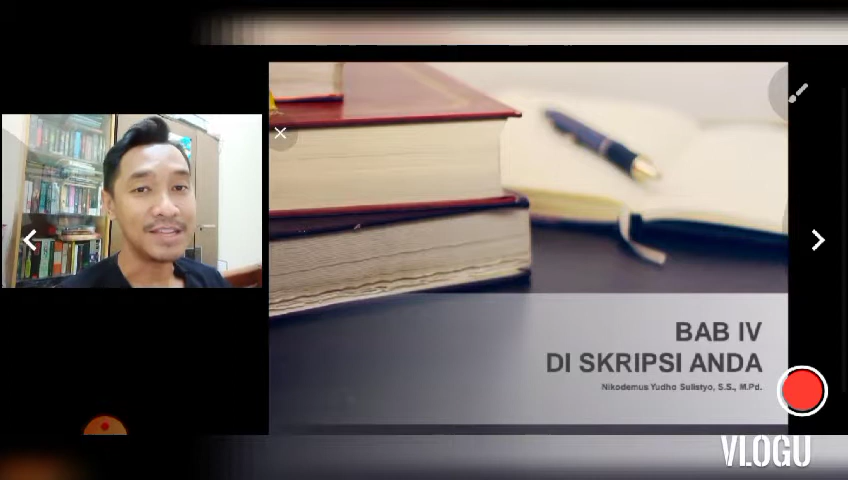 BAB IV
DI SKRIPSI ANDA
Nikodemus Yudho Sulistyo, S.S., M.Pd.
VLOGU